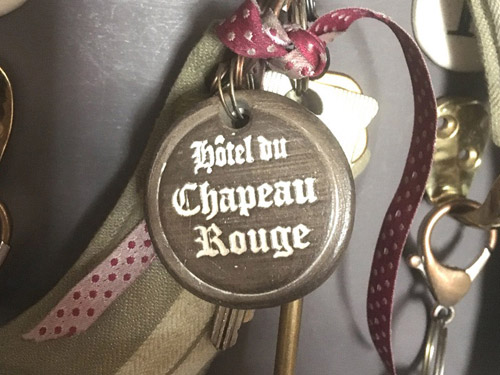 Hôtel du
Chapeau
Rouge